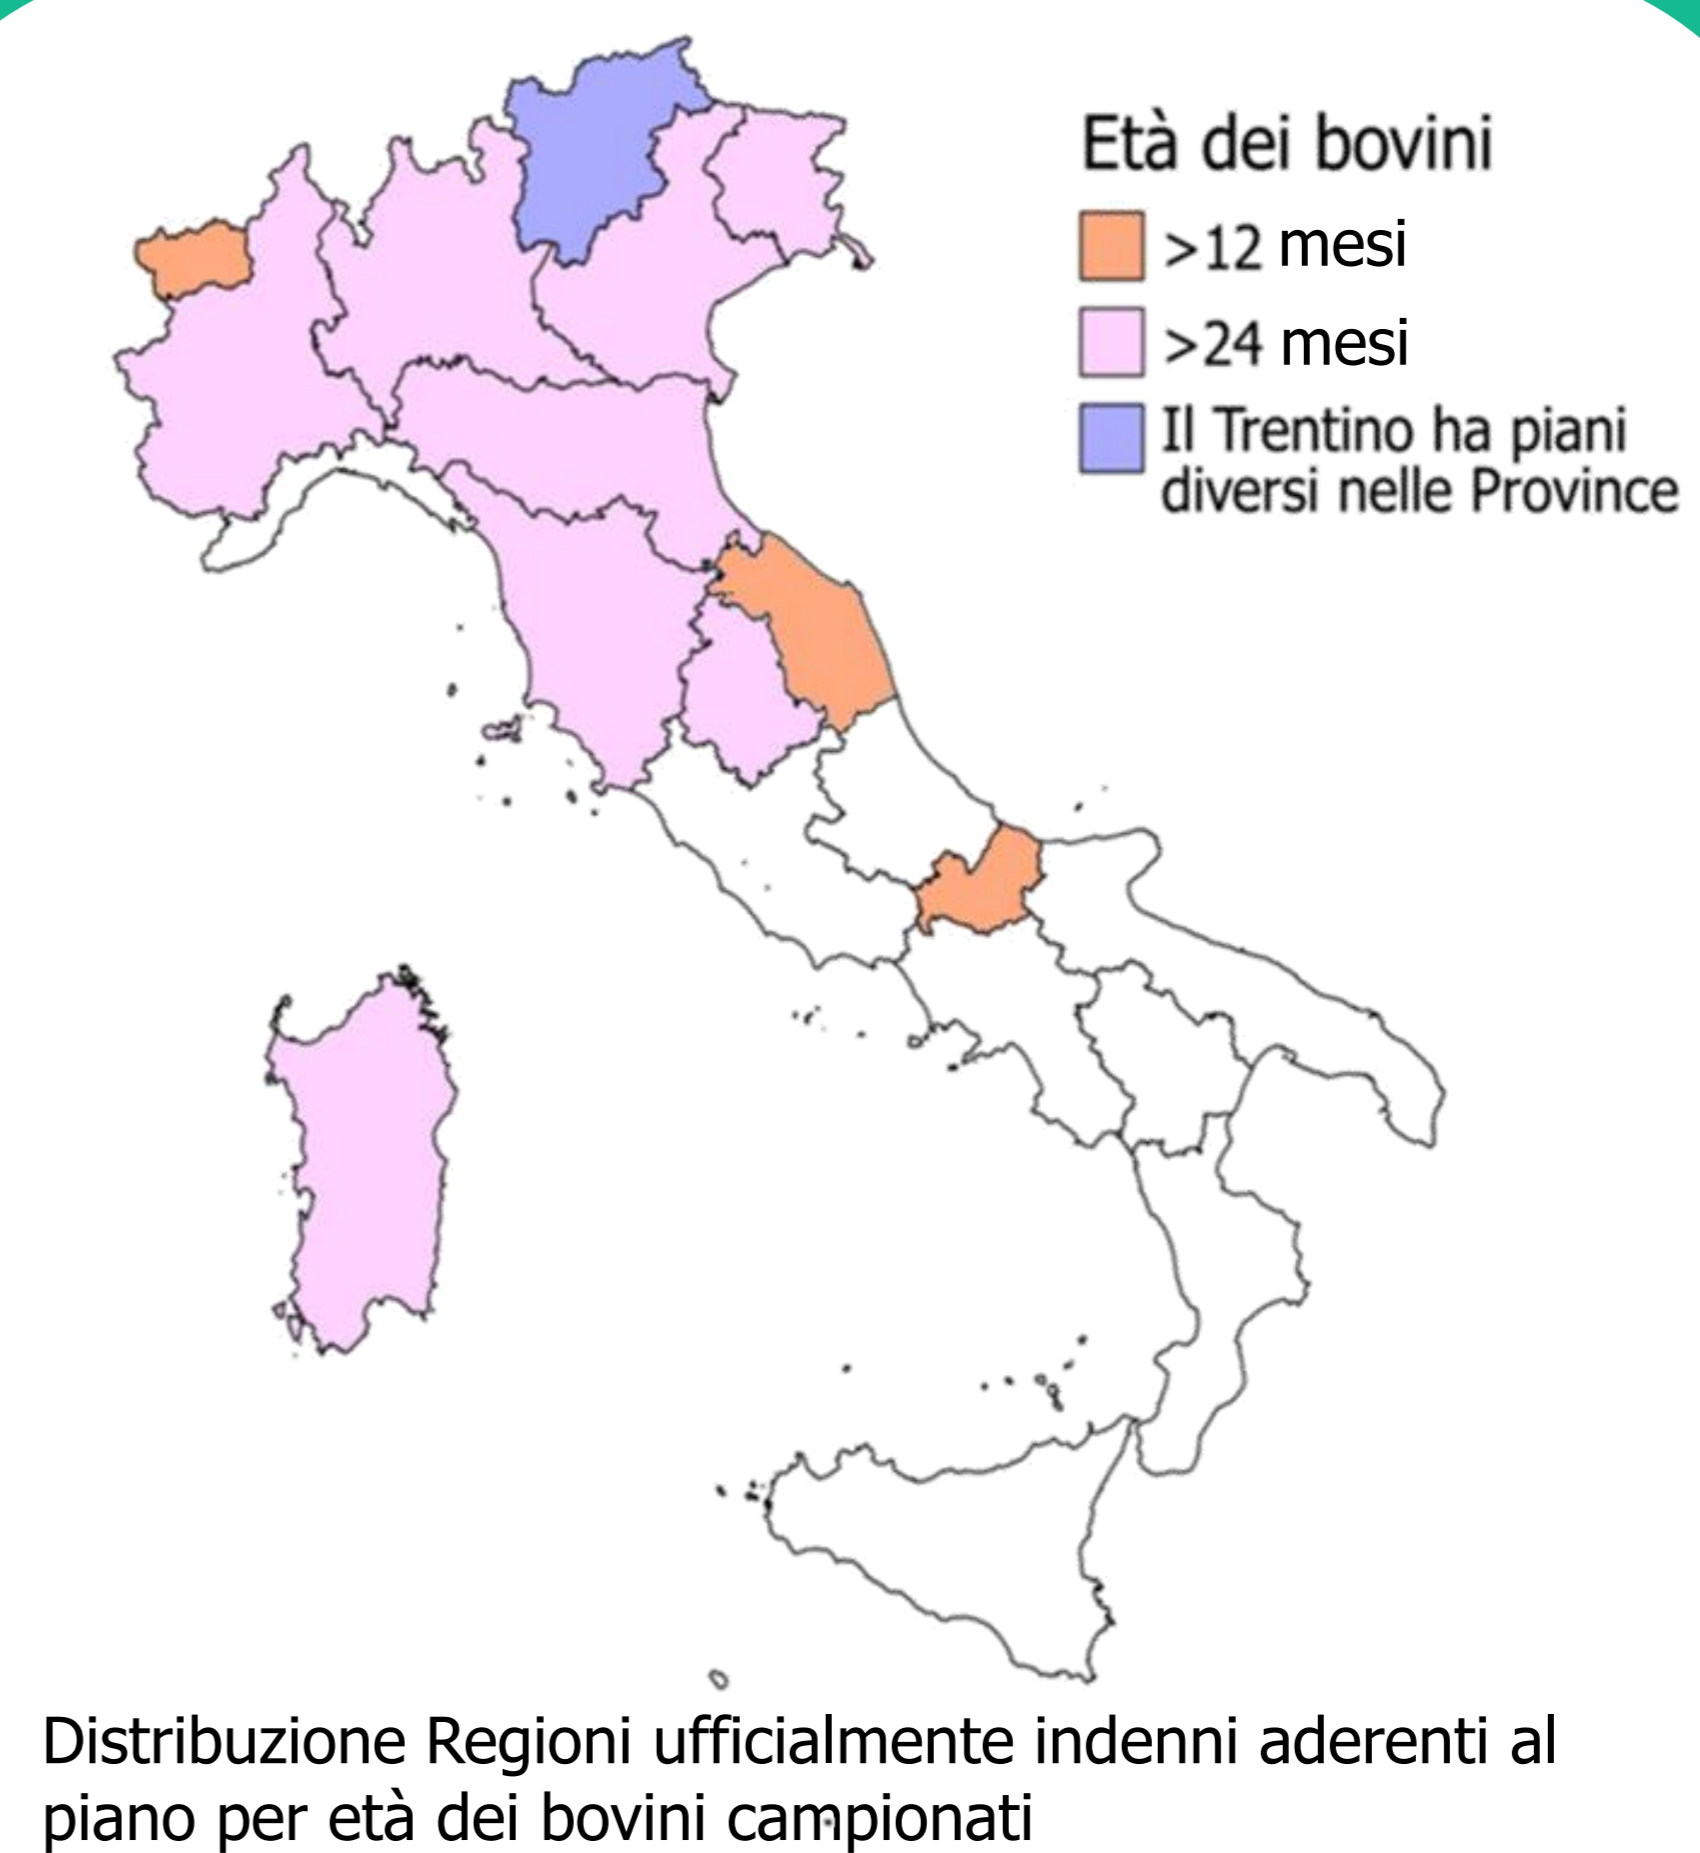 Età dei bovini
>12 mesi
>24 mesi
Il Trentino ha piani
diversi nelle Province
Distribuzione Regioni ufficialmente indenni aderenti al
piano per età dei bovini campionati